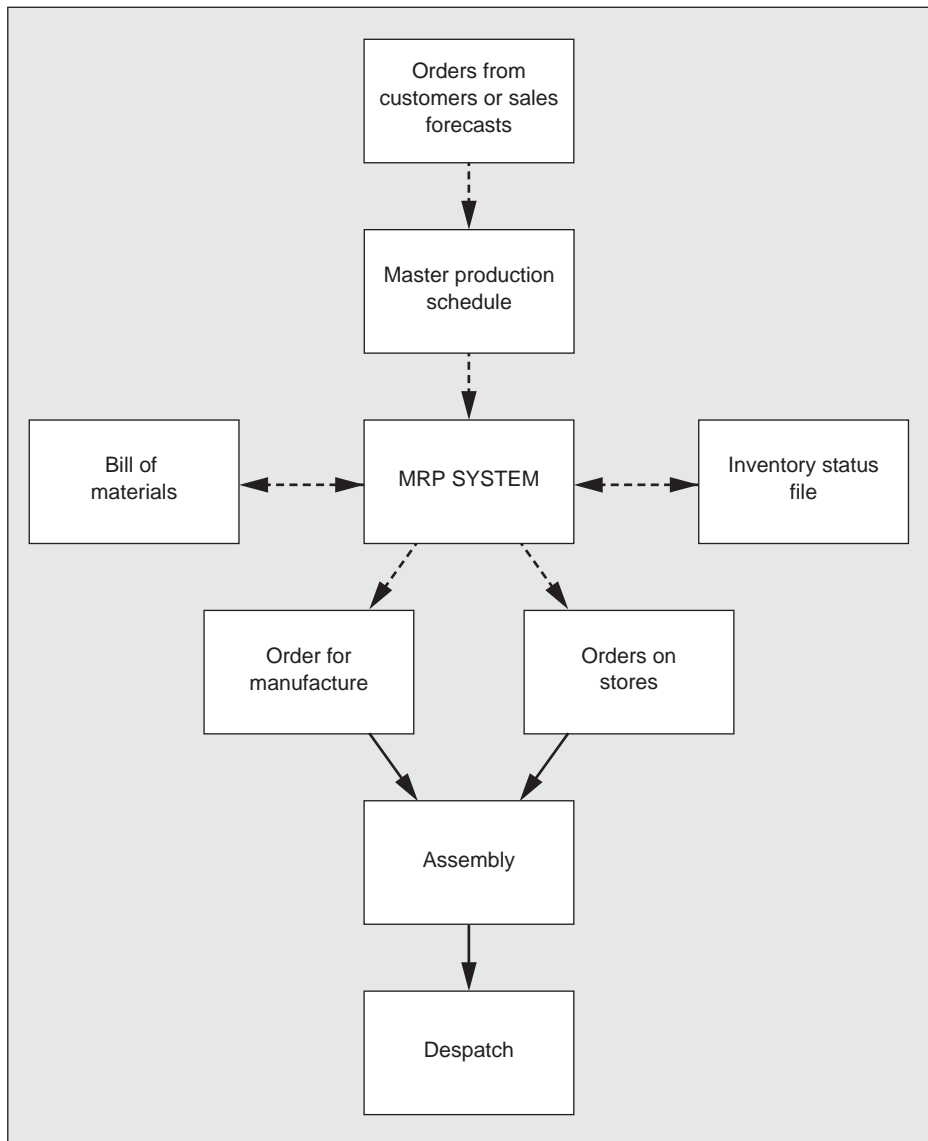 Orders from
customers or sales
forecasts
Master production
schedule
Bill of
materials
MRP SYSTEM
Inventory status
file
Order for
manufacture
Orders on
stores
Assembly
Despatch